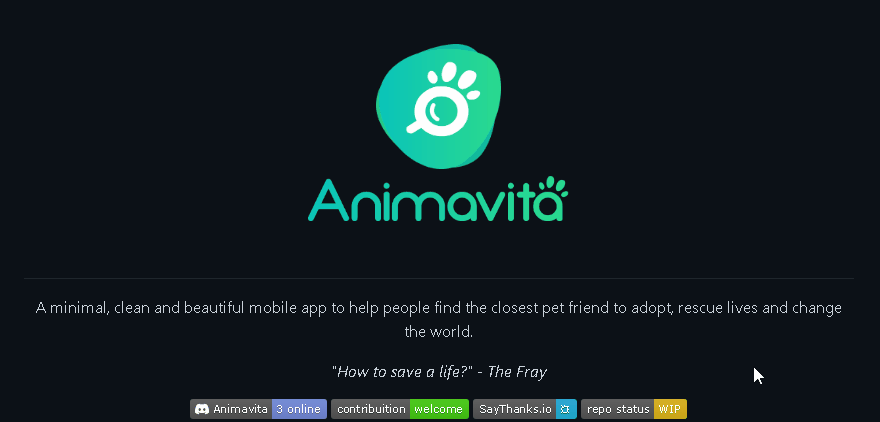 Animavita
A minimal, clean and beautiful mobile app to help people find the closest pet friend to adopt, rescue lives and change
the world.
"How to save a life?" - The Fray
Animavita 3 online contribuition welcome SayThanks.io repo status WIP